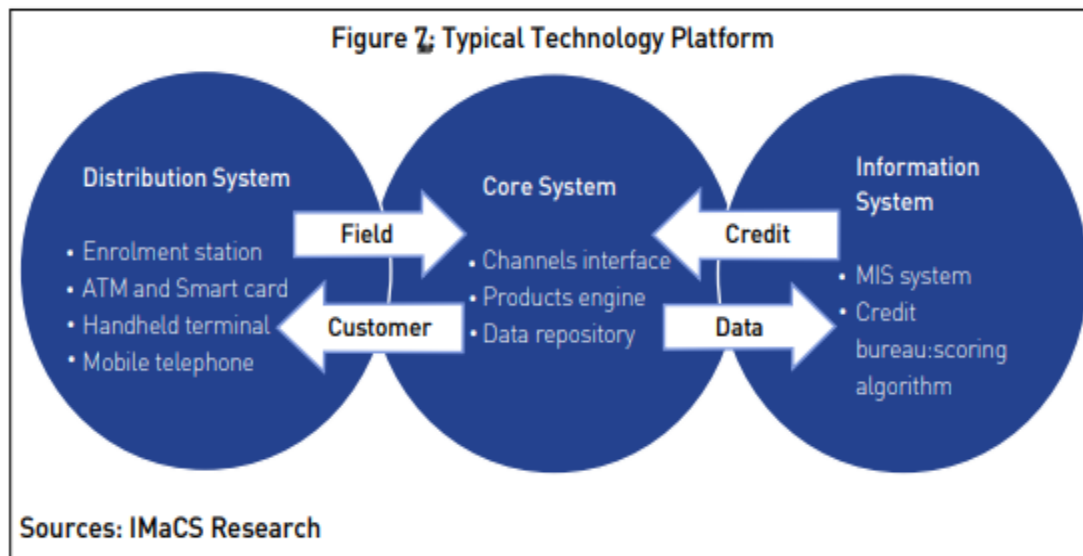 Figure 7: Typical Technology Platform
Distribution System
• Enrolment station
• ATM and Smart card
• Handheld terminal
• Mobile telephone
Field
Customer
Core System
• Channels interface
• Products engine
• Data repository
Credit
Data
Information
System
• MIS system
• Credit
bureau:scoring
algorithm
Sources: IMaCS Research